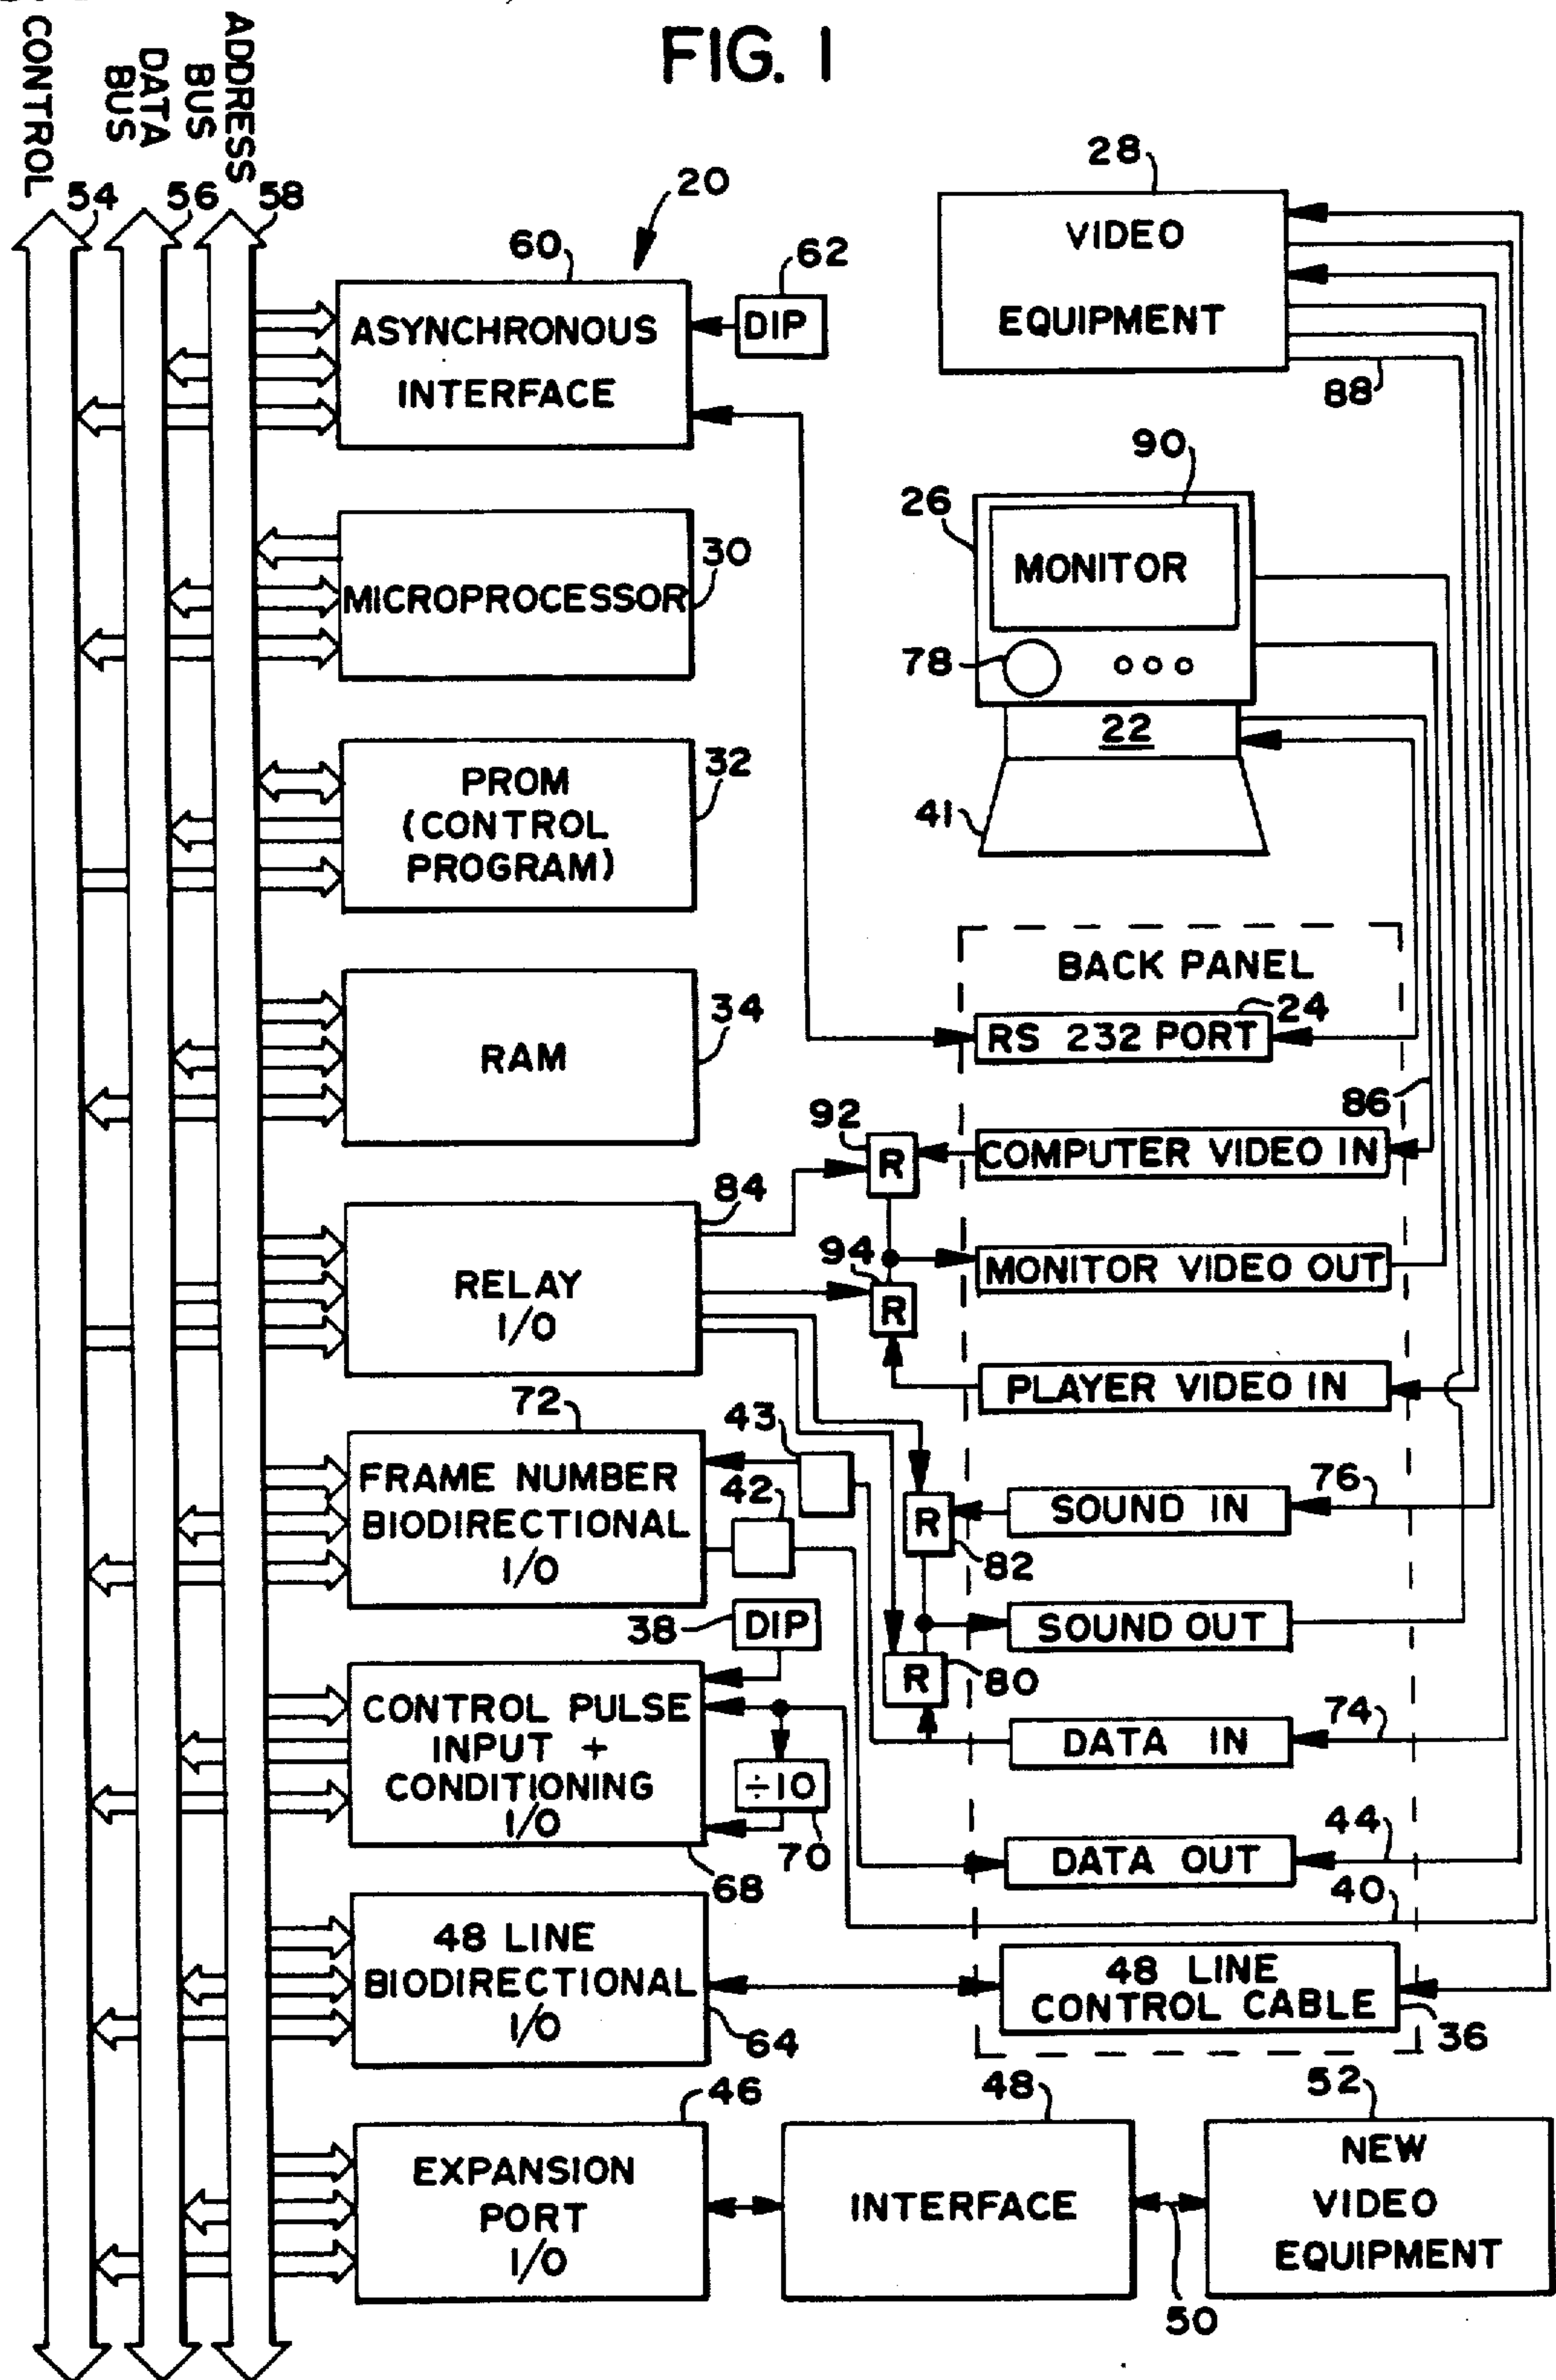 FIG. 1
CONTROL
DATA
BUS
ADDRESS
BUS
54
56
58
20
60
ASYNCHRONOUS
INTERFACE
62
DIP
28
VIDEO
EQUIPMENT
88
30
MICROPROCESSOR
90
26
MONITOR
78
22
41
32
PROM
(CONTROL
PROGRAM)
34
RAM
BACK PANEL
24
RS 232 PORT
86
92
R
COMPUTER VIDEO IN
84
RELAY
I/O
94
R
MONITOR VIDEO OUT
PLAYER VIDEO IN
72
FRAME NUMBER
BIODIRECTIONAL
I/O
43
42
R
82
SOUND IN
76
38
DIP
SOUND OUT
R
80
CONTROL PULSE
INPUT +
CONDITIONING
I/O
68
÷10
70
DATA IN
74
DATA OUT
44
40
48 LINE
BIODIRECTIONAL
I/O
64
48 LINE
CONTROL CABLE
36
46
EXPANSION
PORT
I/O
48
INTERFACE
50
52
NEW
VIDEO
EQUIPMENT